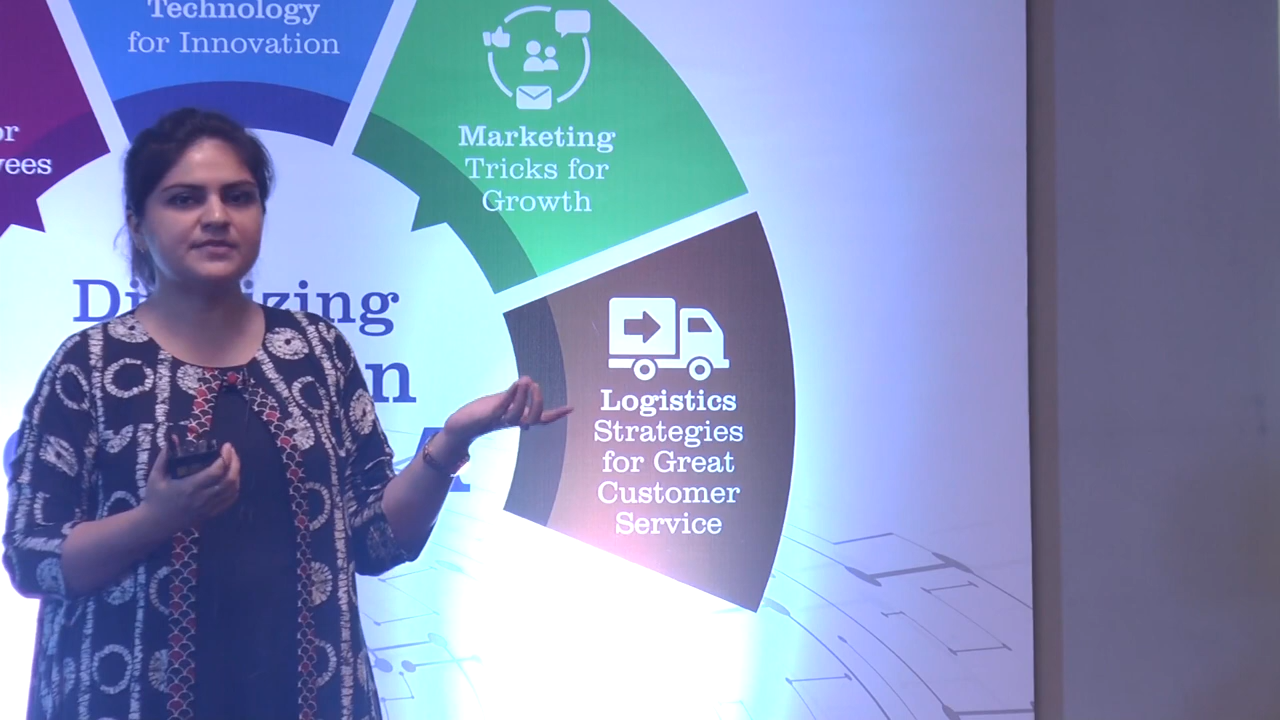 Technology
for Innovation
Marketing
Tricks for
Growth
Logistics
Strategies
for Great
Customer
Service